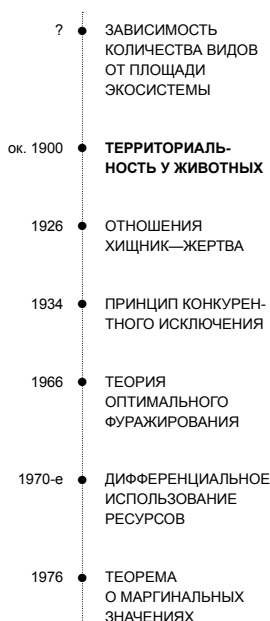 ?
ЗАВИСИМОСТЬ
КОЛИЧЕСТВА ВИДОВ
ОТ ПЛОЩАДИ
ЭКОСИСТЕМЫ
ок. 1900
ТЕРРИТОРИАЛЬ-
НОСТЬ У ЖИВОТНЫХ
1926
ОТНОШЕНИЯ
ХИЩНИК—ЖЕРТВА
1934
ПРИНЦИП КОНКУРЕН-
ТНОГО ИСКЛЮЧЕНИЯ
1966
ТЕОРИЯ
ОПТИМАЛЬНОГО
ФУРАЖИРОВАНИЯ
1970-е
ДИФФЕРЕНЦИАЛЬНОЕ
ИСПОЛЬЗОВАНИЕ
РЕСУРСОВ
1976
ТЕОРЕМА
О МАРГИНАЛЬНЫХ
ЗНАЧЕНИЯХ